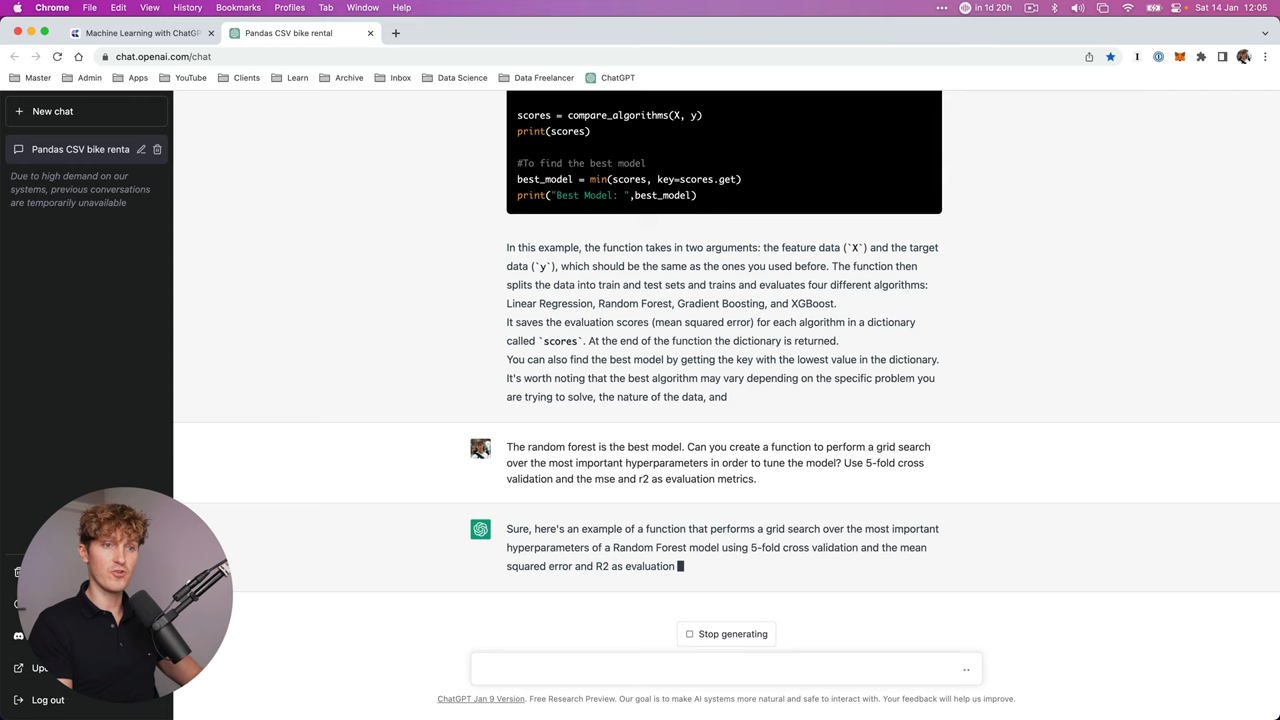 Chrome File Edit View History Bookmarks Profiles Tab Window Help
in 1d 20h
Sat 14 Jan 12:05
Machine Learning with ChatGP
Pandas CSV bike rental
chat.openai.com/chat
Master Admin Apps YouTube Clients Learn Archive Inbox Data Science Data Freelancer ChatGPT
New chat
Pandas CSV bike renta
Due to high demand on our
systems, previous conversations
are temporarily unavailable
Log out
scores = compare_algorithms(X, y)
print(scores)
#To find the best model
best_model = min(scores, key=scores.get)
print("Best Model: ",best_model)
In this example, the function takes in two arguments: the feature data (`X`) and the target
data (`y`), which should be the same as the ones you used before. The function then
splits the data into train and test sets and trains and evaluates four different algorithms:
Linear Regression, Random Forest, Gradient Boosting, and XGBoost.
It saves the evaluation scores (mean squared error) for each algorithm in a dictionary
called `scores`. At the end of the function the dictionary is returned.
You can also find the best model by getting the key with the lowest value in the dictionary.
It's worth noting that the best algorithm may vary depending on the specific problem you
are trying to solve, the nature of the data, and
The random forest is the best model. Can you create a function to perform a grid search
over the most important hyperparameters in order to tune the model? Use 5-fold cross
validation and the mse and r2 as evaluation metrics.
Sure, here's an example of a function that performs a grid search over the most important
hyperparameters of a Random Forest model using 5-fold cross validation and the mean
squared error and R2 as evaluation
Stop generating
ChatGPT Jan 9 Version. Free Research Preview. Our goal is to make AI systems more natural and safe to interact with. Your feedback will help us improve.